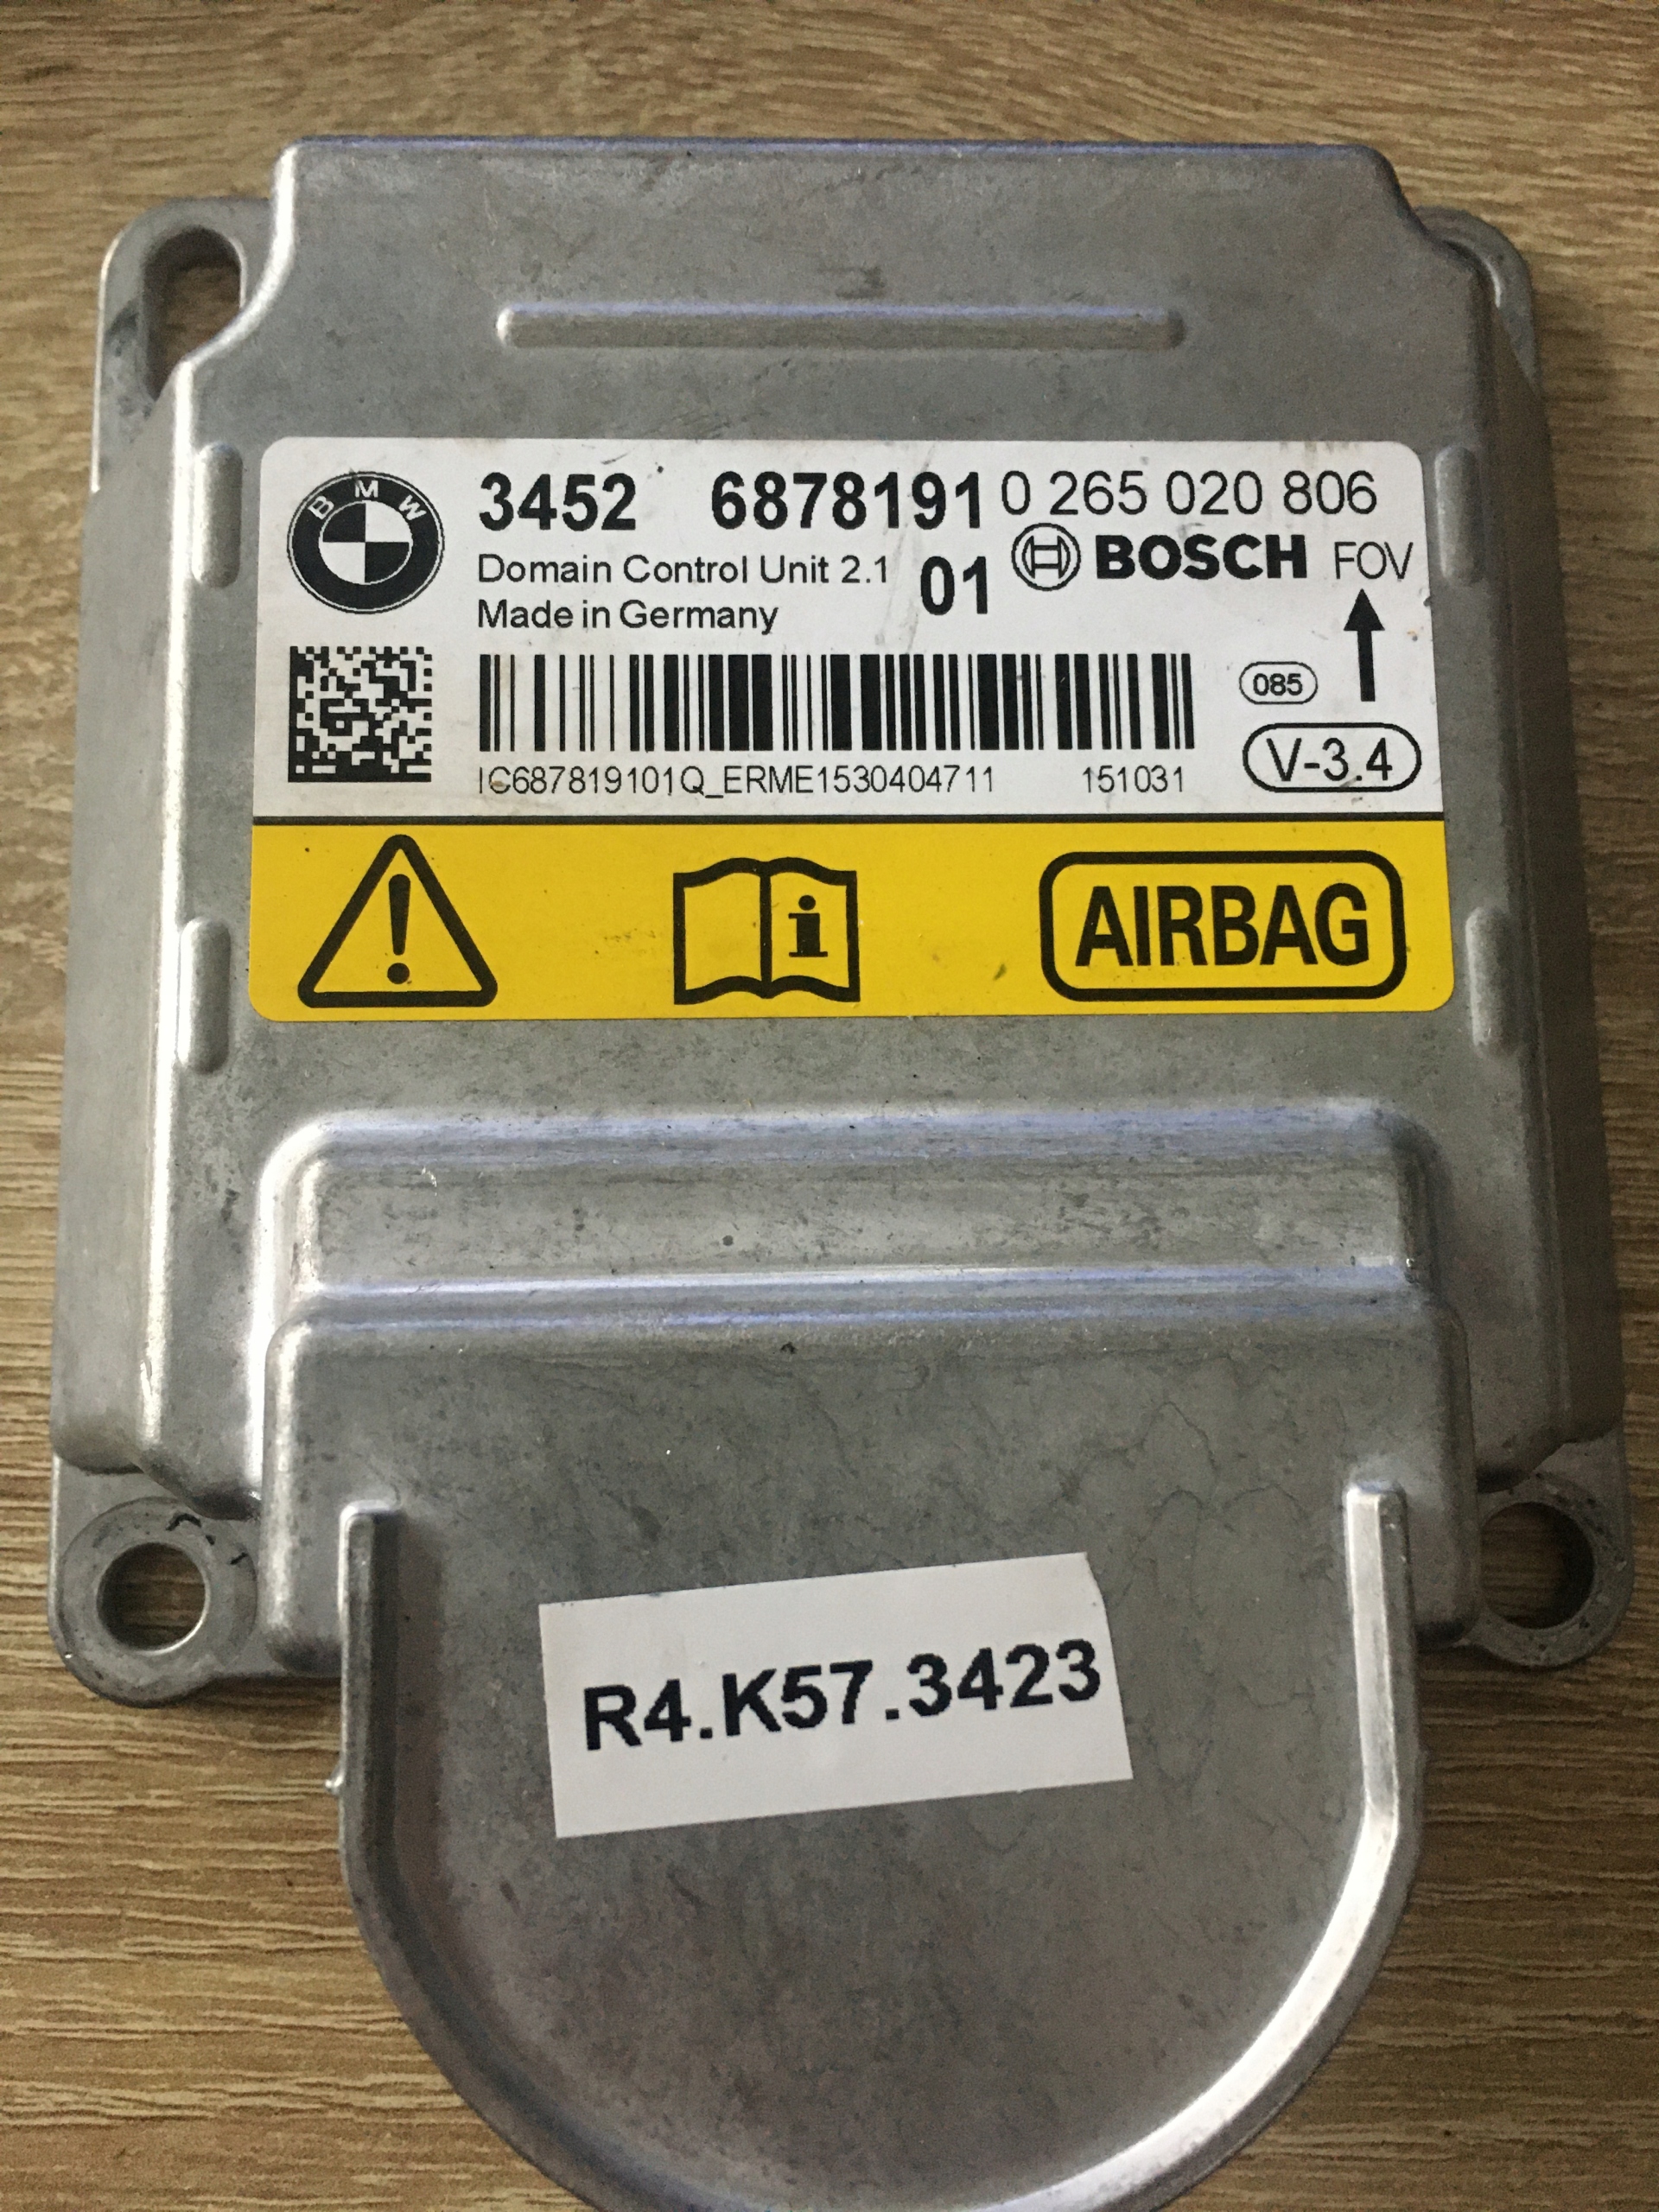 BMW
3452 6878191 0 265 020 806
Domain Control Unit 2.1 01 BOSCH FOV
Made in Germany
085
V-3.4
IC687819101Q_ERME1530404711 151031
! i AIRBAG
R4.K57.3423